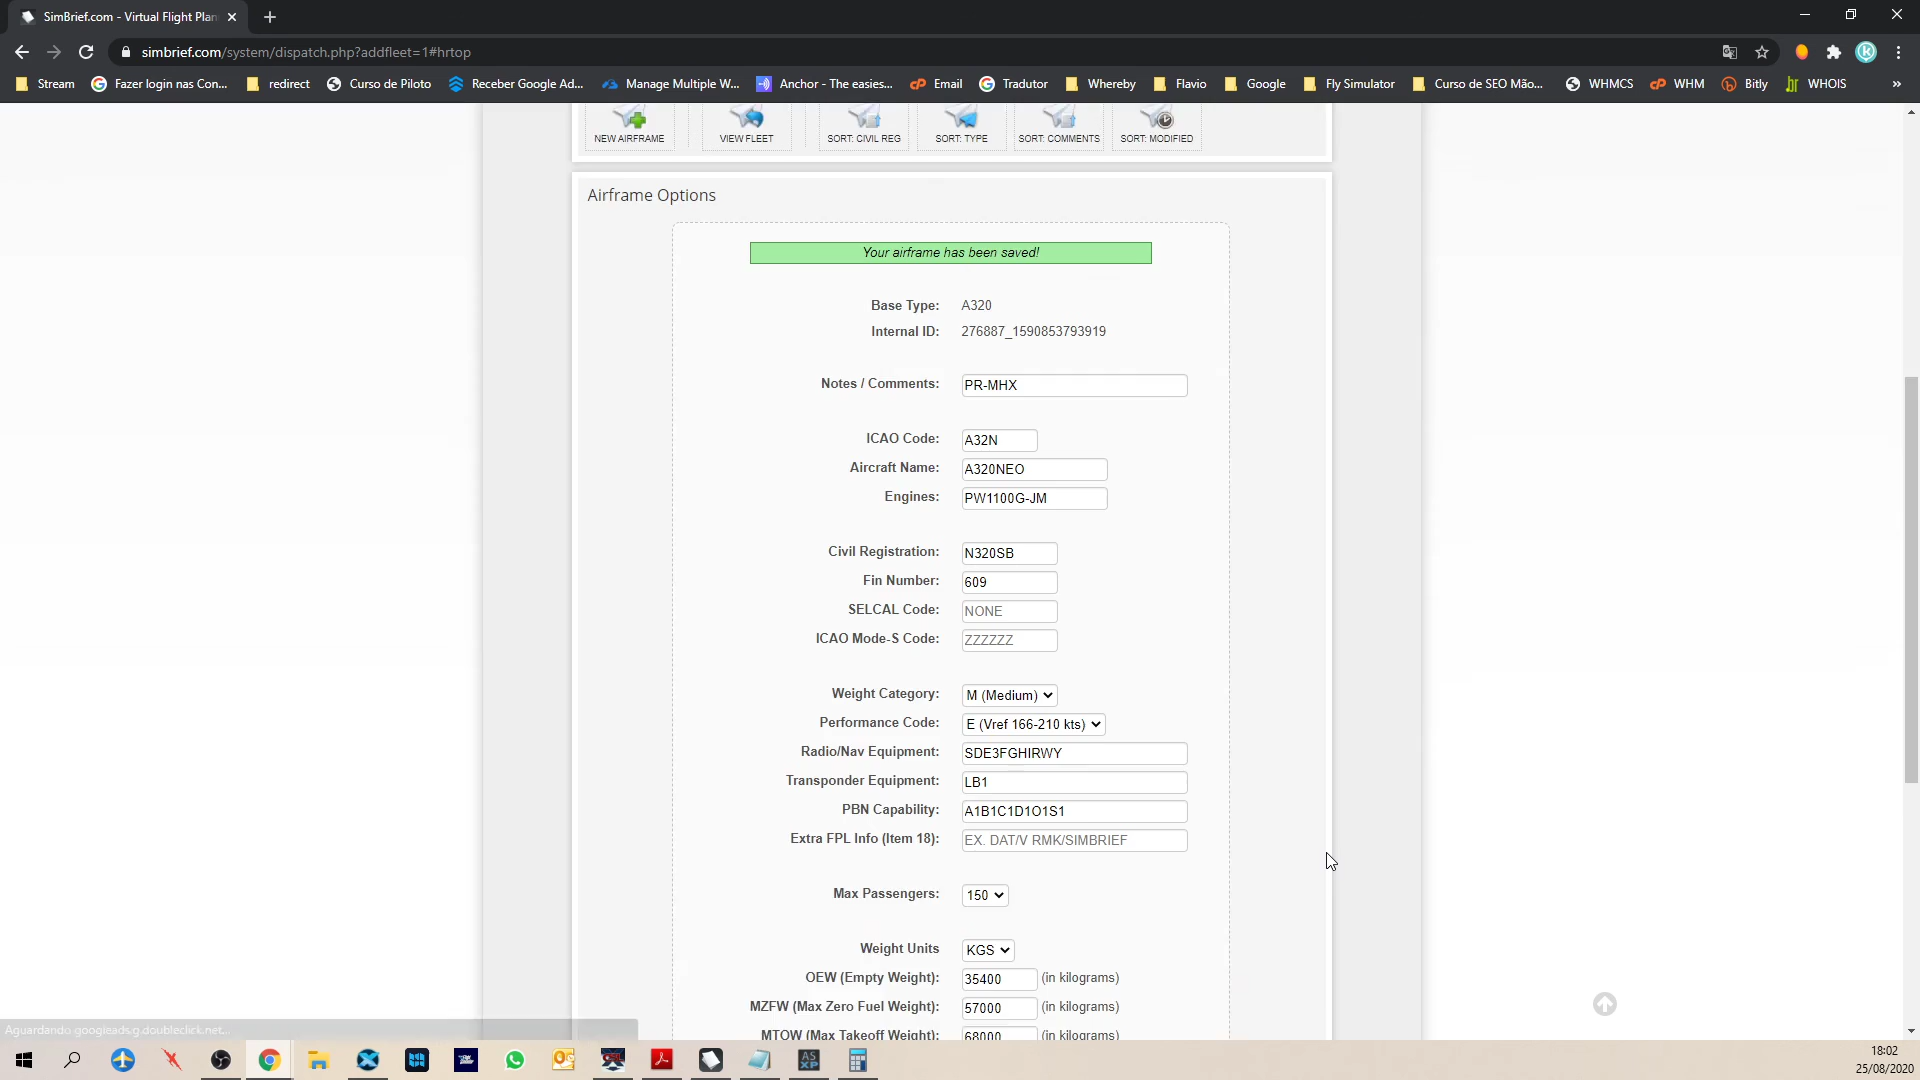 SimBrief.com - Virtual Flight Plan
simbrief.com/system/dispatch.php?addfleet=1#hrtop
Stream Fazer login nas Con... redirect Curso de Piloto Receber Google Ad... Manage Multiple W... Anchor - The easies... Email Tradutor Whereby Flavio Google Fly Simulator Curso de SEO Mão... WHMCS WHM Bitly WHOIS »
NEW AIRFRAME VIEW FLEET SORT: CIVIL REG SORT: TYPE SORT: COMMENTS SORT: MODIFIED
Airframe Options
Your airframe has been saved!
Base Type: A320
Internal ID: 276887_1590853793919
Notes / Comments: PR-MHX
ICAO Code: A32N
Aircraft Name: A320NEO
Engines: PW1100G-JM
Civil Registration: N320SB
Fin Number: 609
SELCAL Code: NONE
ICAO Mode-S Code: ZZZZZZ
Weight Category: M (Medium)
Performance Code: E (Vref 166-210 kts)
Radio/Nav Equipment: SDE3FGHIRWY
Transponder Equipment: LB1
PBN Capability: A1B1C1D1O1S1
Extra FPL Info (Item 18): EX. DAT/V RMK/SIMBRIEF
Max Passengers: 150
Weight Units KGS
OEW (Empty Weight): 35400 (in kilograms)
MZFW (Max Zero Fuel Weight): 57000 (in kilograms)
MTOW (Max Takeoff Weight): 68000 (in kilograms)
Aguardando googleads.g.doubleclick.net...
18:02
25/08/2020